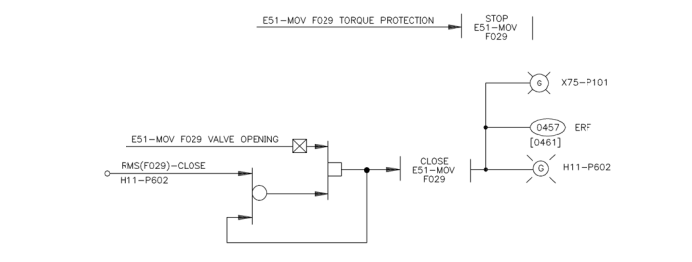 E51-MOV F029 TORQUE PROTECTION
STOP
E51-MOV
F029
G
X75-P101
E51-MOV F029 VALVE OPENING
0457
ERF
[0461]
RMS(F029)-CLOSE
H11-P602
CLOSE
E51-MOV
F029
G
H11-P602